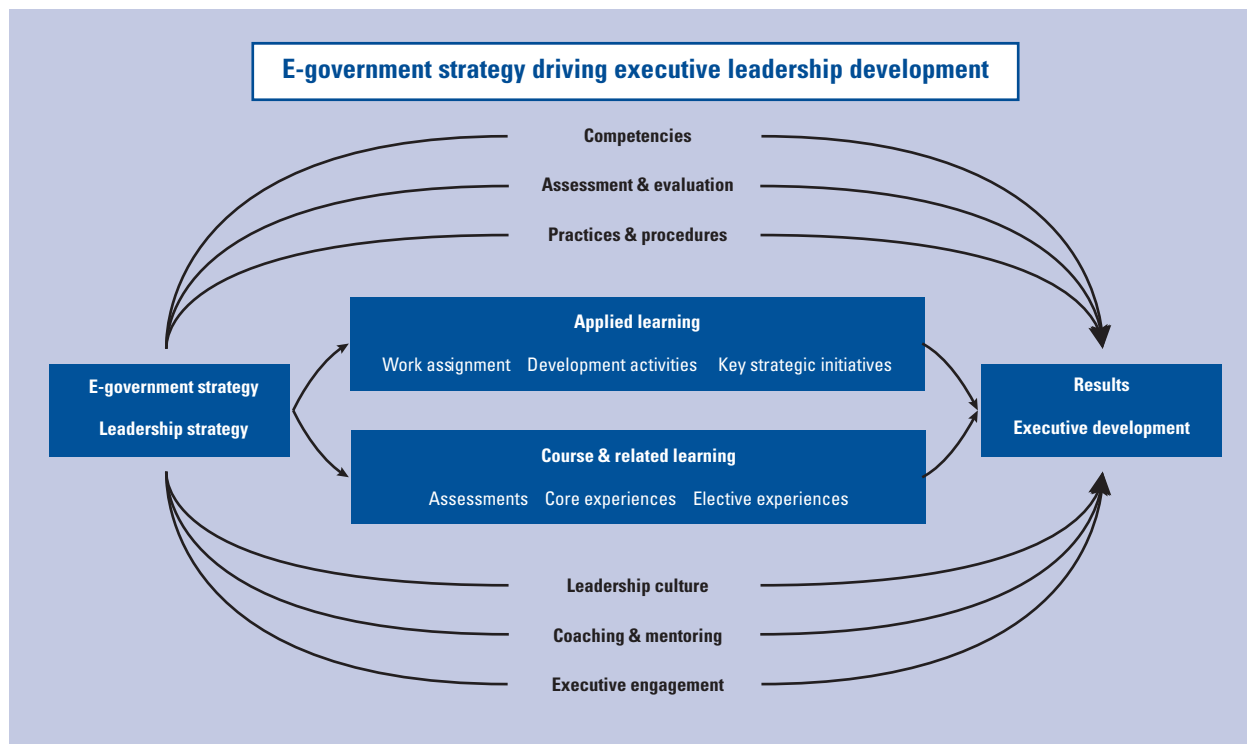 E-government strategy driving executive leadership development
Competencies
Assessment & evaluation
Practices & procedures
Applied learning
Work assignment Development activities Key strategic initiatives
E-government strategy
Leadership strategy
Results
Executive development
Course & related learning
Assessments Core experiences Elective experiences
Leadership culture
Coaching & mentoring
Executive engagement